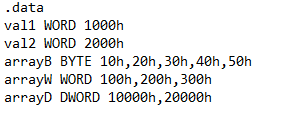 .data
val1 WORD 1000h
val2 WORD 2000h
arrayB BYTE 10h,20h,30h,40h,50h
arrayW WORD 100h,200h,300h
arrayD DWORD 10000h,20000h